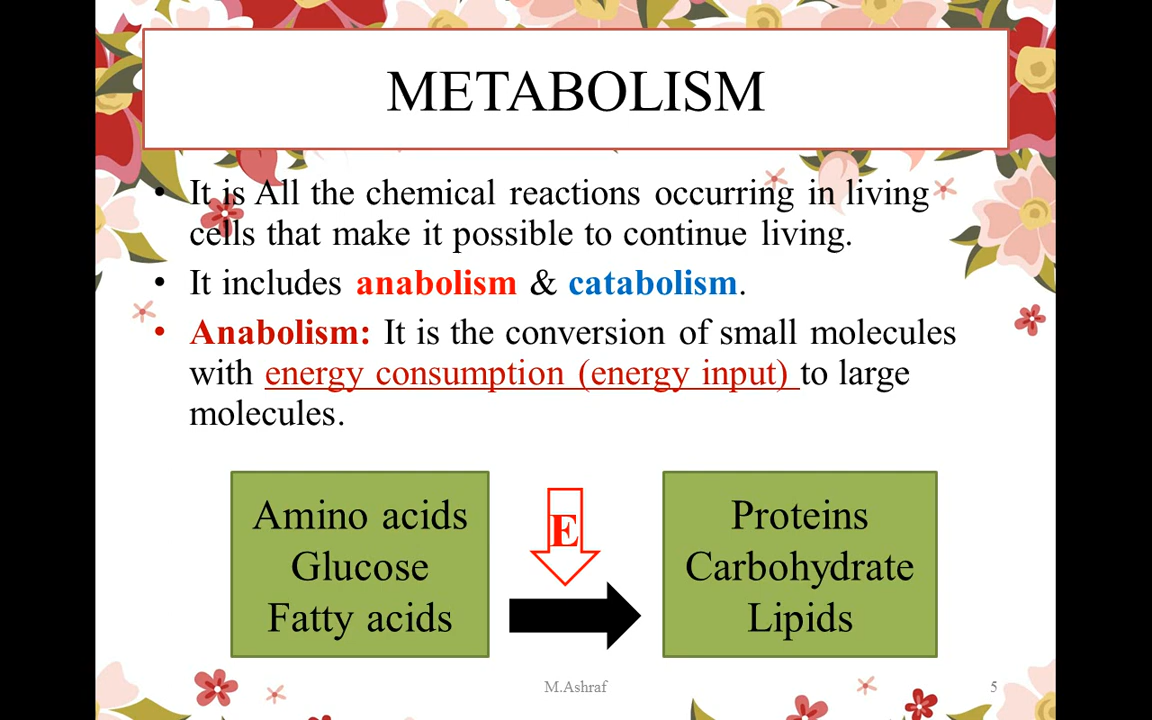 METABOLISM
• It is All the chemical reactions occurring in living
cells that make it possible to continue living.
• It includes anabolism & catabolism.
• Anabolism: It is the conversion of small molecules
with energy consumption (energy input) to large
molecules.
Amino acids
Glucose
Fatty acids
E
Proteins
Carbohydrate
Lipids
M.Ashraf
5